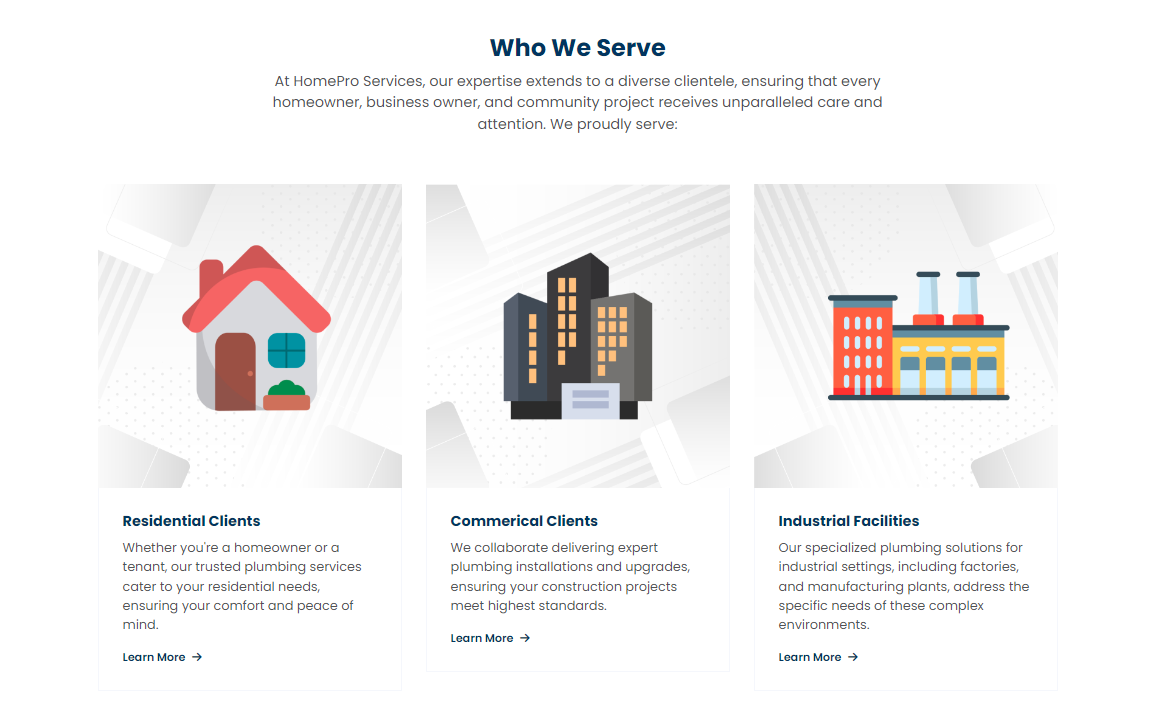 Who We Serve
At HomePro Services, our expertise extends to a diverse clientele, ensuring that every
homeowner, business owner, and community project receives unparalleled care and
attention. We proudly serve:
Residential Clients
Whether you're a homeowner or a
tenant, our trusted plumbing services
cater to your residential needs,
ensuring your comfort and peace of
mind.
Learn More →
Commerical Clients
We collaborate delivering expert
plumbing installations and upgrades,
ensuring your construction projects
meet highest standards.
Learn More →
Industrial Facilities
Our specialized plumbing solutions for
industrial settings, including factories,
and manufacturing plants, address the
specific needs of these complex
environments.
Learn More →